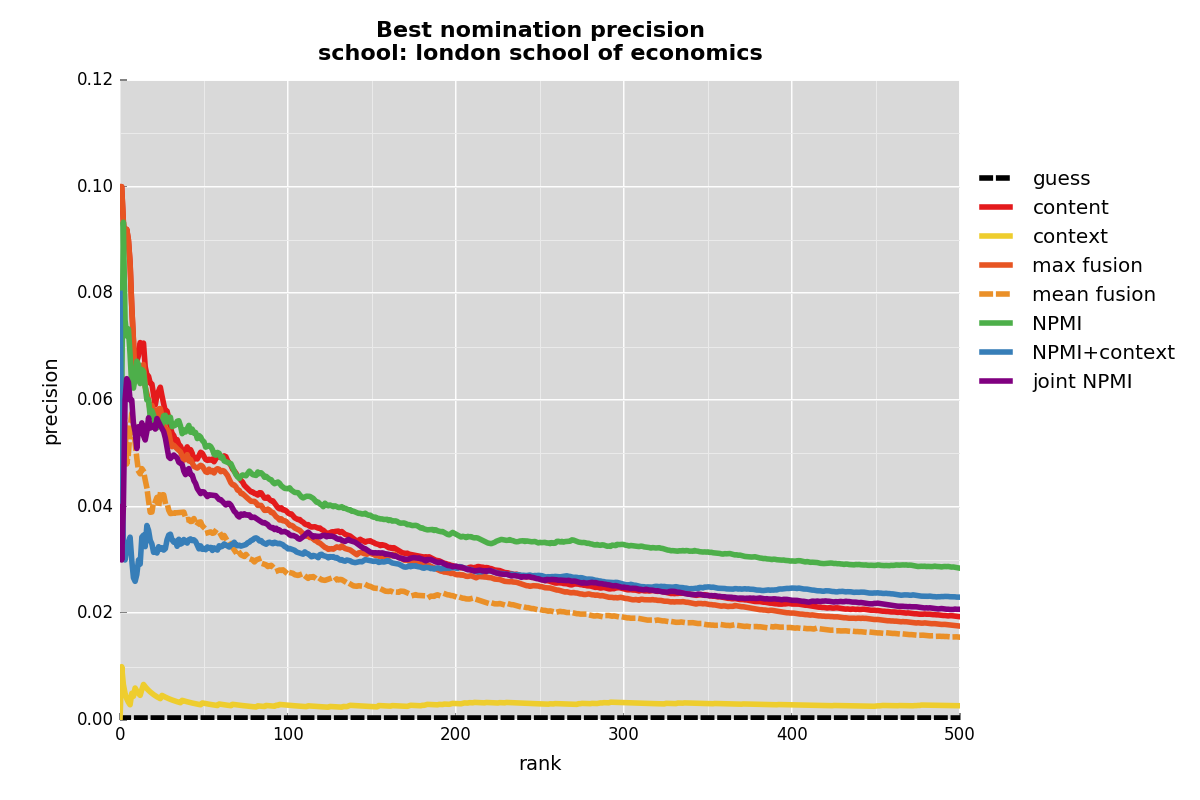 Best nomination precision
school: london school of economics
0.12
0.10
0.08
0.06
0.04
0.02
0.00
precision
0
100
200
300
400
500
rank
guess
content
context
max fusion
mean fusion
NPMI
NPMI+context
joint NPMI